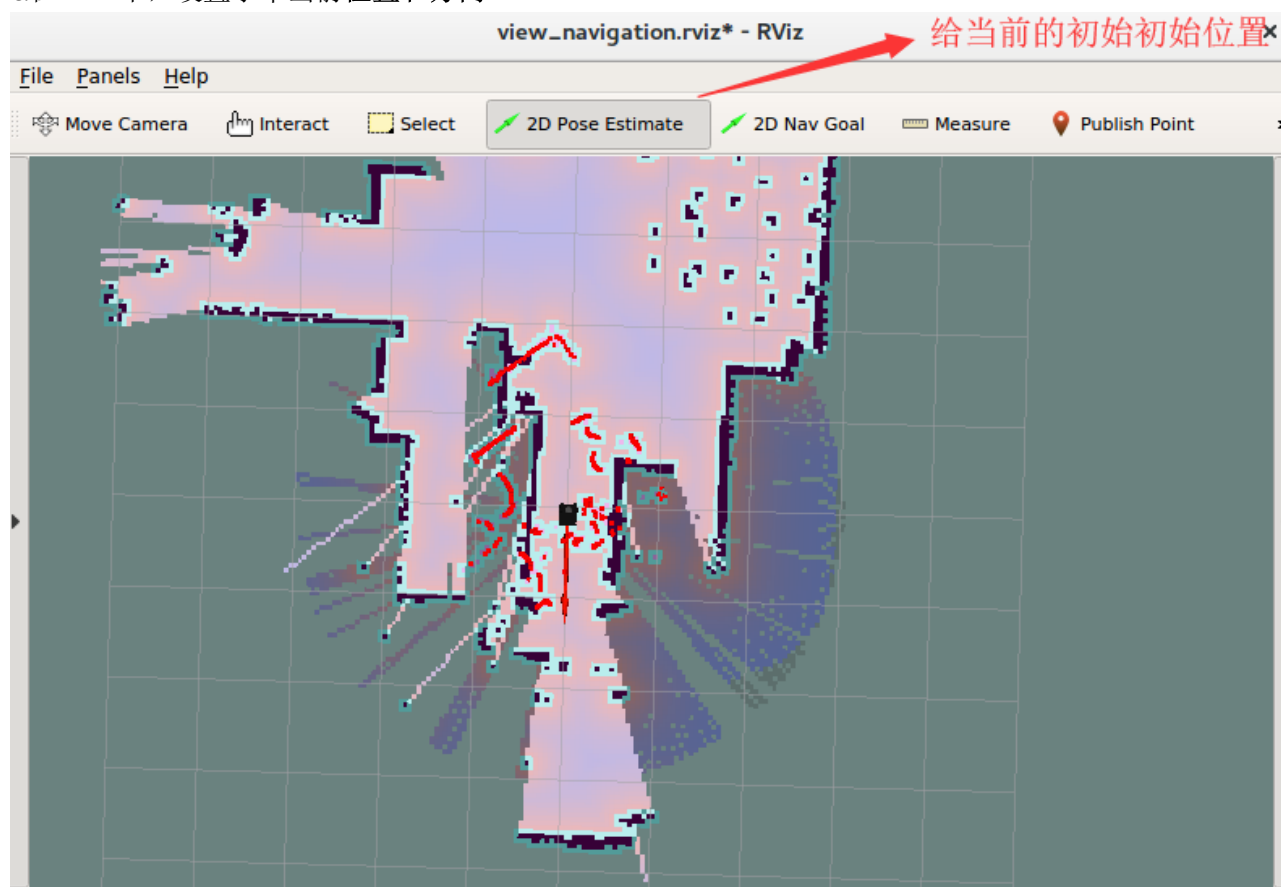 view_navigation.rviz* - RViz
给当前的初始初始位置
File Panels Help
Move Camera Interact Select 2D Pose Estimate 2D Nav Goal Measure Publish Point